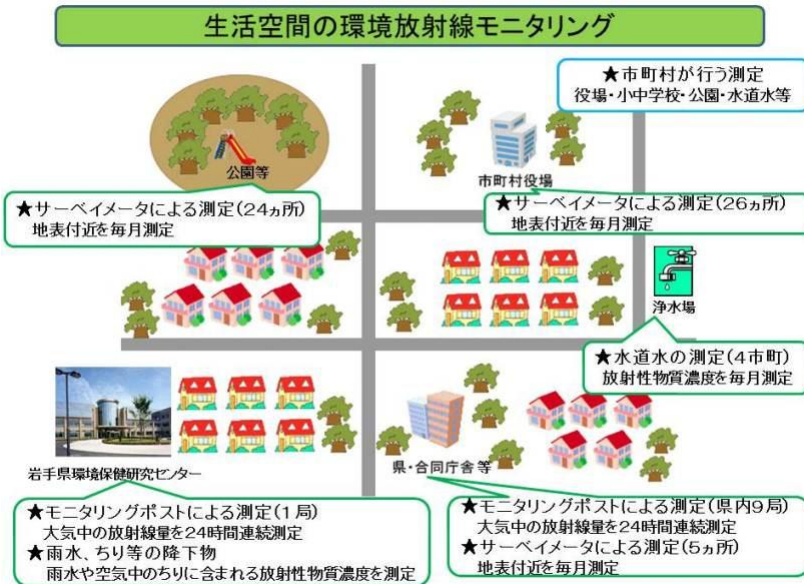 生活空間の環境放射線モニタリング
★市町村が行う測定
役場・小中学校・公園・水道水等
公園等
市町村役場
★サーベイメータによる測定(24ヵ所)
地表付近を毎月測定
★サーベイメータによる測定(26ヵ所)
地表付近を毎月測定
浄水場
★水道水の測定(4市町)
放射性物質濃度を毎月測定
岩手県環境保健研究センター
県・合同庁舎等
★モニタリングポストによる測定(1局)
大気中の放射線量を24時間連続測定
★雨水、ちり等の降下物
雨水や空気中のちりに含まれる放射性物質濃度を測定
★モニタリングポストによる測定(県内9局)
大気中の放射線量を24時間連続測定
★サーベイメータによる測定(5ヵ所)
地表付近を毎月測定